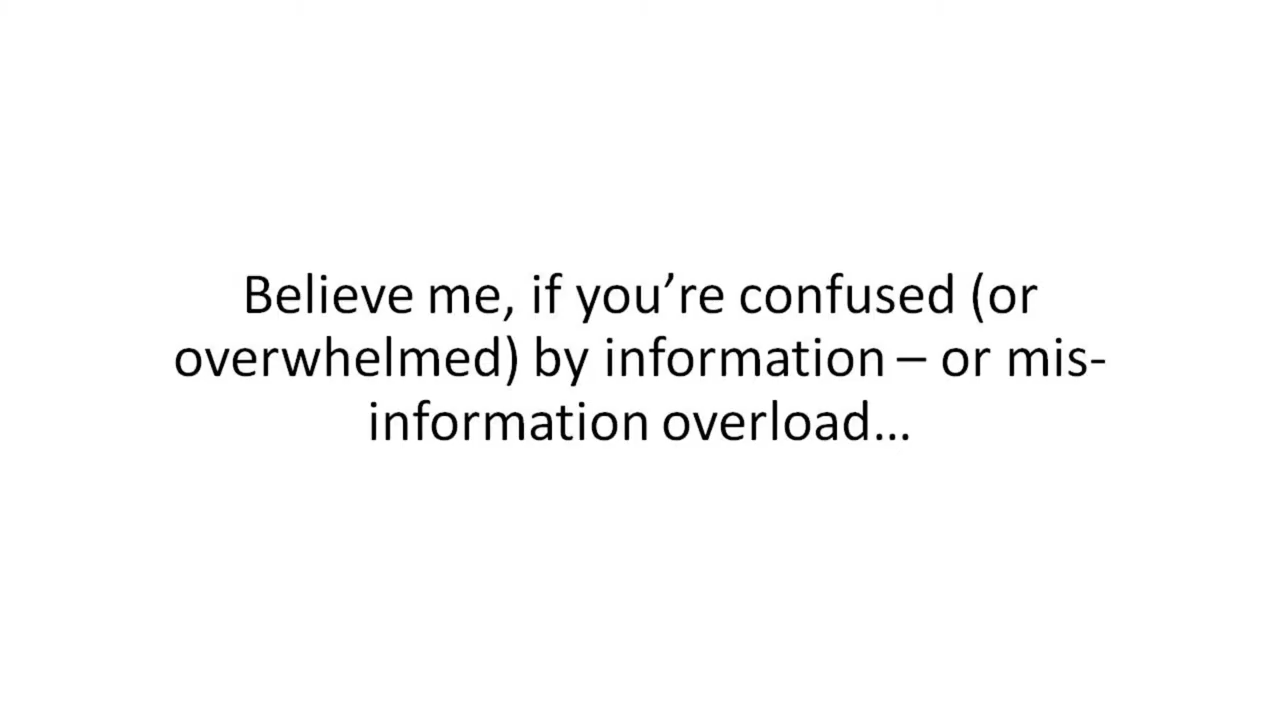 Believe me, if you’re confused (or
overwhelmed) by information – or mis-
information overload…